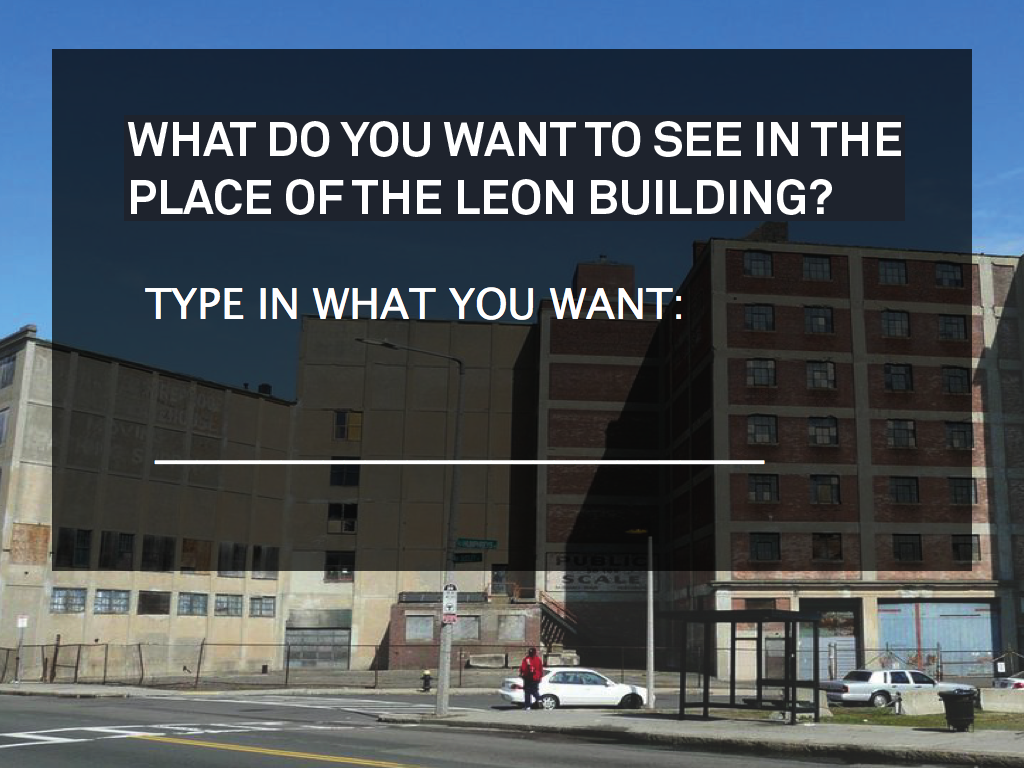 WHAT DO YOU WANT TO SEE IN THE
PLACE OF THE LEON BUILDING?
TYPE IN WHAT YOU WANT:
PUBLIC
SCALE